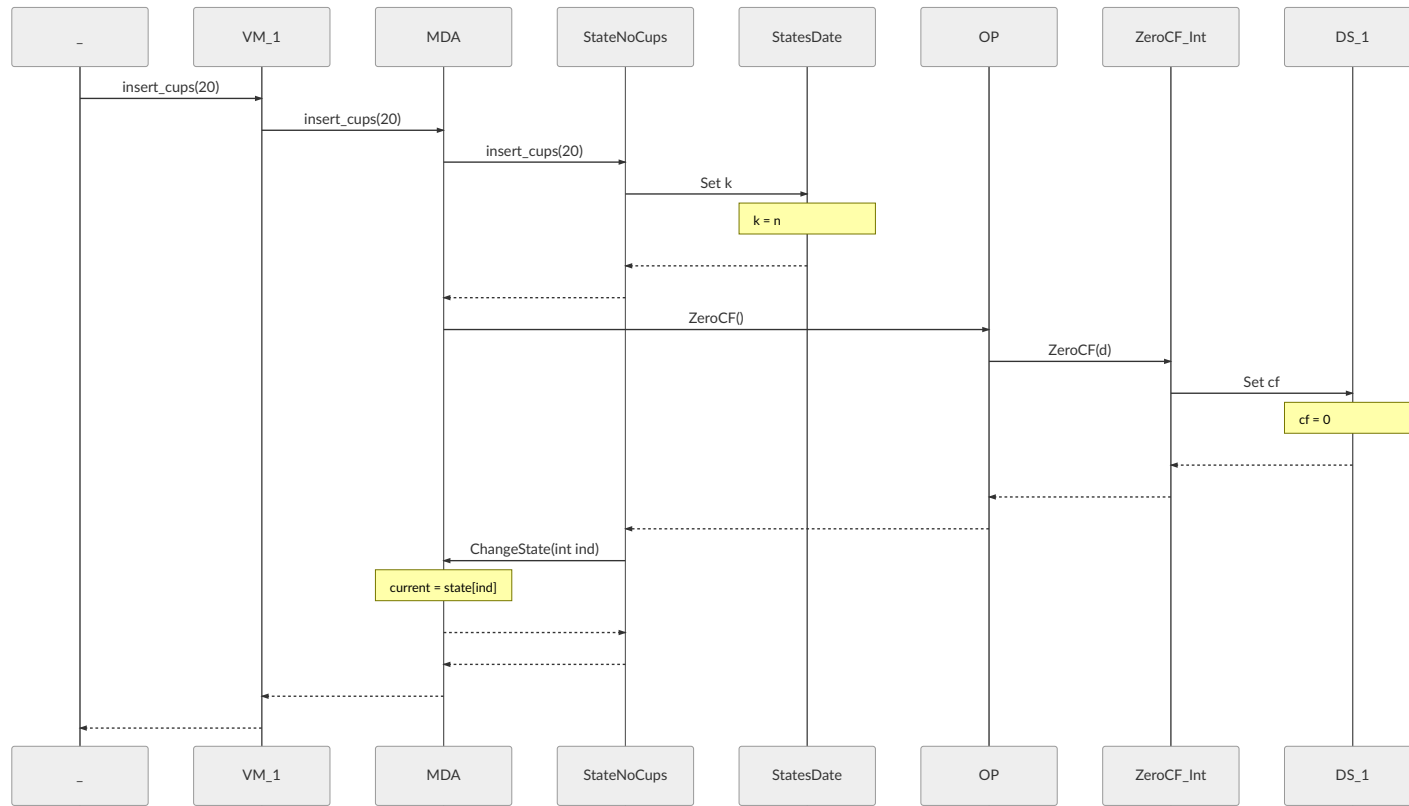 _ VM_1 MDA StateNoCups StatesDate OP ZeroCF_Int DS_1
insert_cups(20)
insert_cups(20)
insert_cups(20)
Set k
k = n
ZeroCF()
ZeroCF(d)
Set cf
cf = 0
ChangeState(int ind)
current = state[ind]
_ VM_1 MDA StateNoCups StatesDate OP ZeroCF_Int DS_1